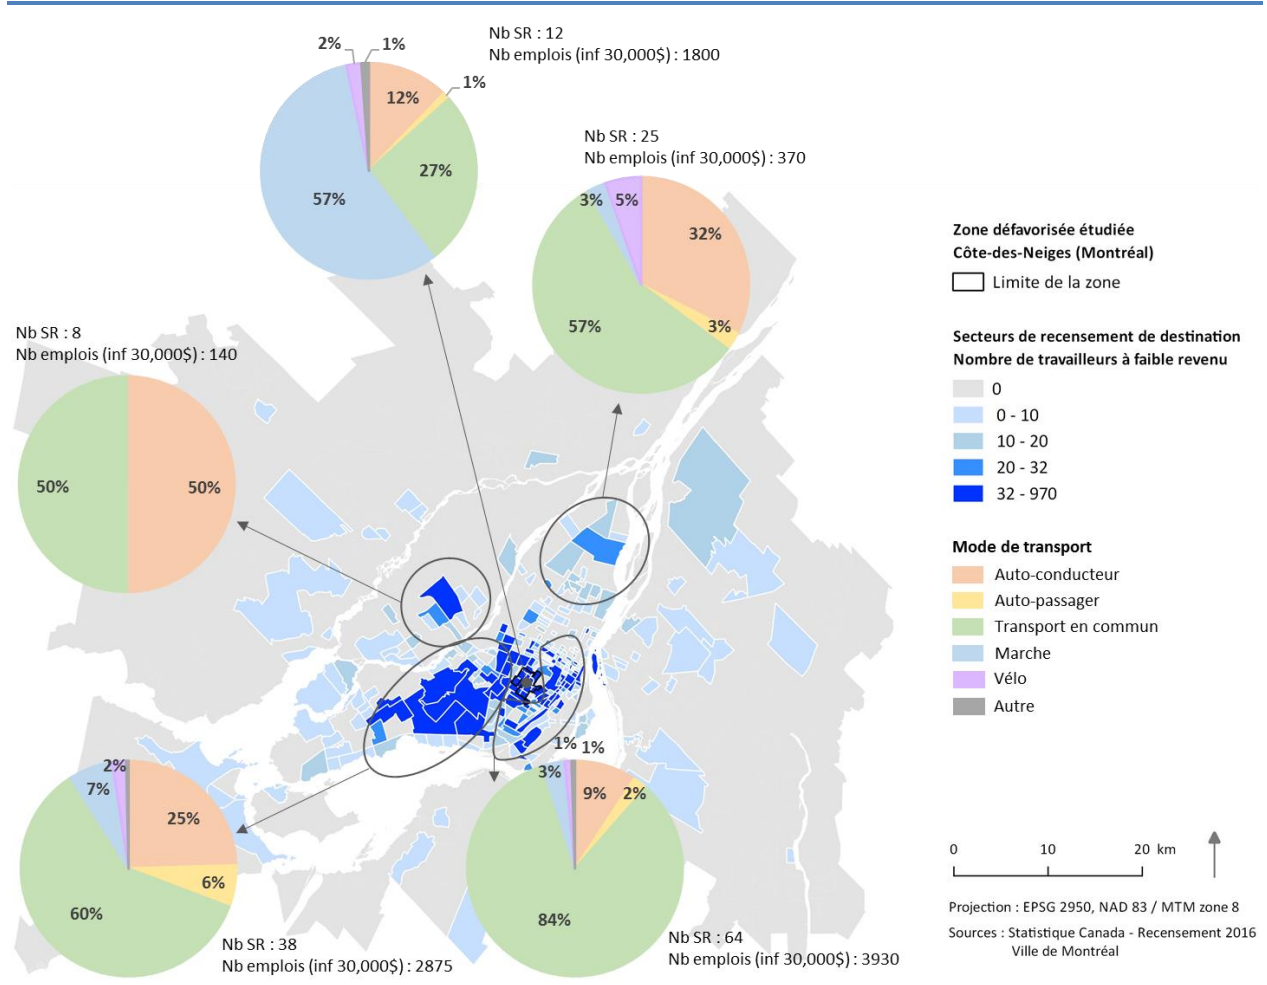 Nb SR : 12
Nb emplois (inf 30,000$) : 1800
2%
1%
12%
1%
27%
57%
Nb SR : 25
Nb emplois (inf 30,000$) : 370
3%
5%
32%
3%
57%
Nb SR : 8
Nb emplois (inf 30,000$) : 140
50%
50%
2%
7%
25%
6%
60%
Nb SR : 38
Nb emplois (inf 30,000$) : 2875
1%
1%
3%
9%
2%
84%
Nb SR : 64
Nb emplois (inf 30,000$) : 3930
Zone défavorisée étudiée
Côte-des-Neiges (Montréal)
Limite de la zone
Secteurs de recensement de destination
Nombre de travailleurs à faible revenu
0
0 - 10
10 - 20
20 - 32
32 - 970
Mode de transport
Auto-conducteur
Auto-passager
Transport en commun
Marche
Vélo
Autre
0 10 20 km
Projection : EPSG 2950, NAD 83 / MTM zone 8
Sources : Statistique Canada - Recensement 2016
Ville de Montréal